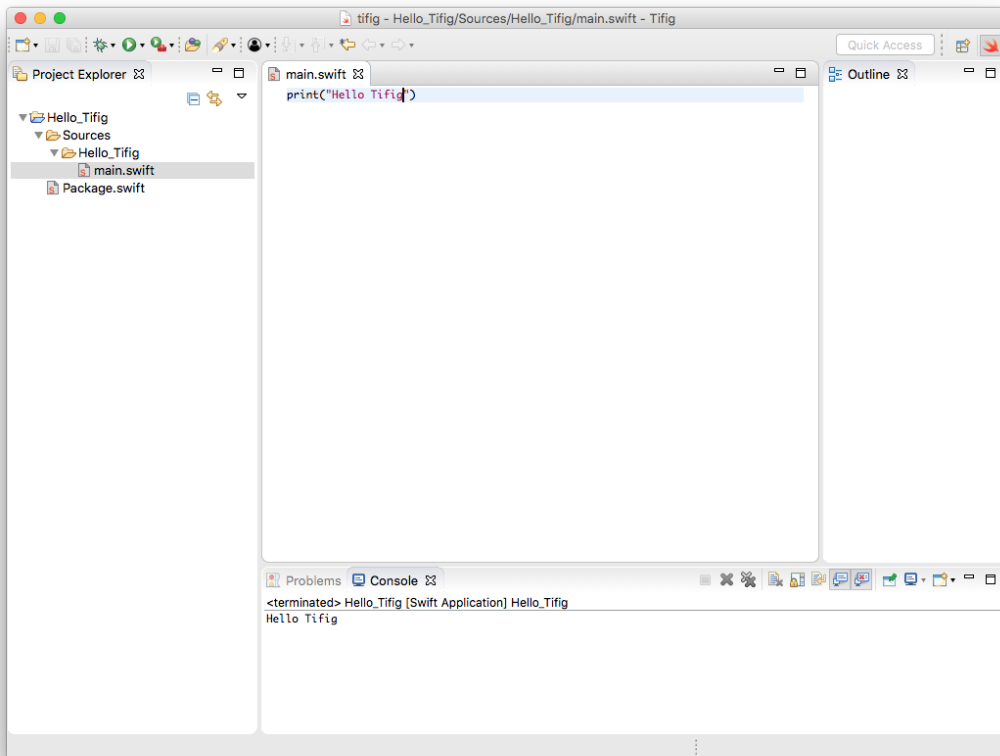 tifig - Hello_Tifig/Sources/Hello_Tifig/main.swift - Tifig
Quick Access
Project Explorer
main.swift
Outline
print("Hello Tifig")
Hello_Tifig
Sources
Hello_Tifig
main.swift
Package.swift
Problems
Console
<terminated> Hello_Tifig [Swift Application] Hello_Tifig
Hello Tifig